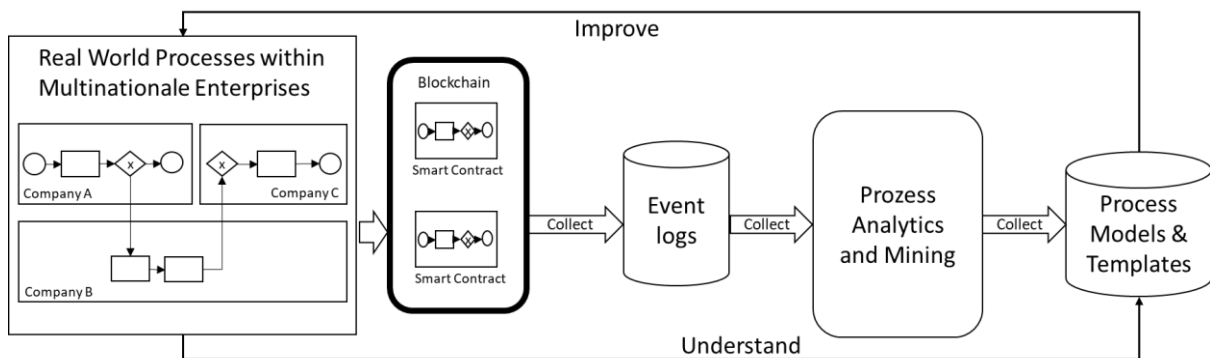 Improve
Real World Processes within
Multinationale Enterprises
x
Company A
x
Company C
Company B
Blockchain
x
Smart Contract
x
Smart Contract
Collect
Event
logs
Collect
Prozess
Analytics
and Mining
Collect
Process
Models &
Templates
Understand